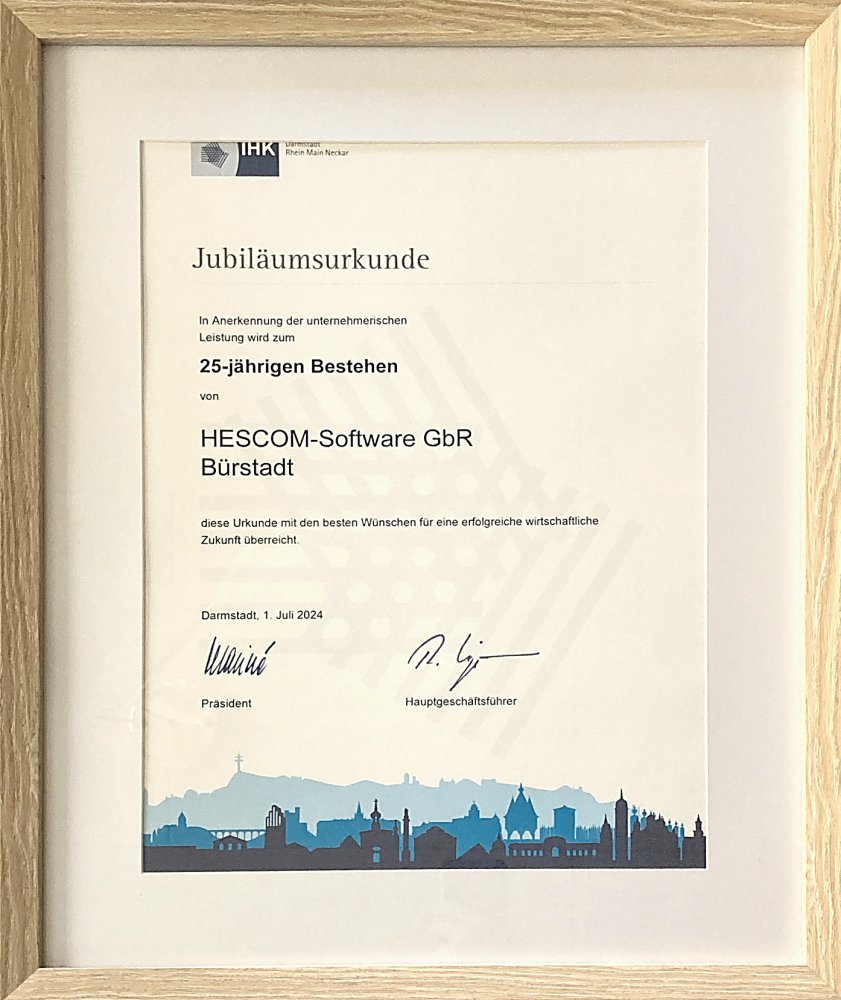 IHK
Darmstadt
Rhein Main Neckar
Jubiläumsurkunde
In Anerkennung der unternehmerischen
Leistung wird zum
25-jährigen Bestehen
von
HESCOM-Software GbR
Bürstadt
diese Urkunde mit den besten Wünschen für eine erfolgreiche wirtschaftliche
Zukunft überreicht.
Darmstadt, 1. Juli 2024
Präsident
Hauptgeschäftsführer